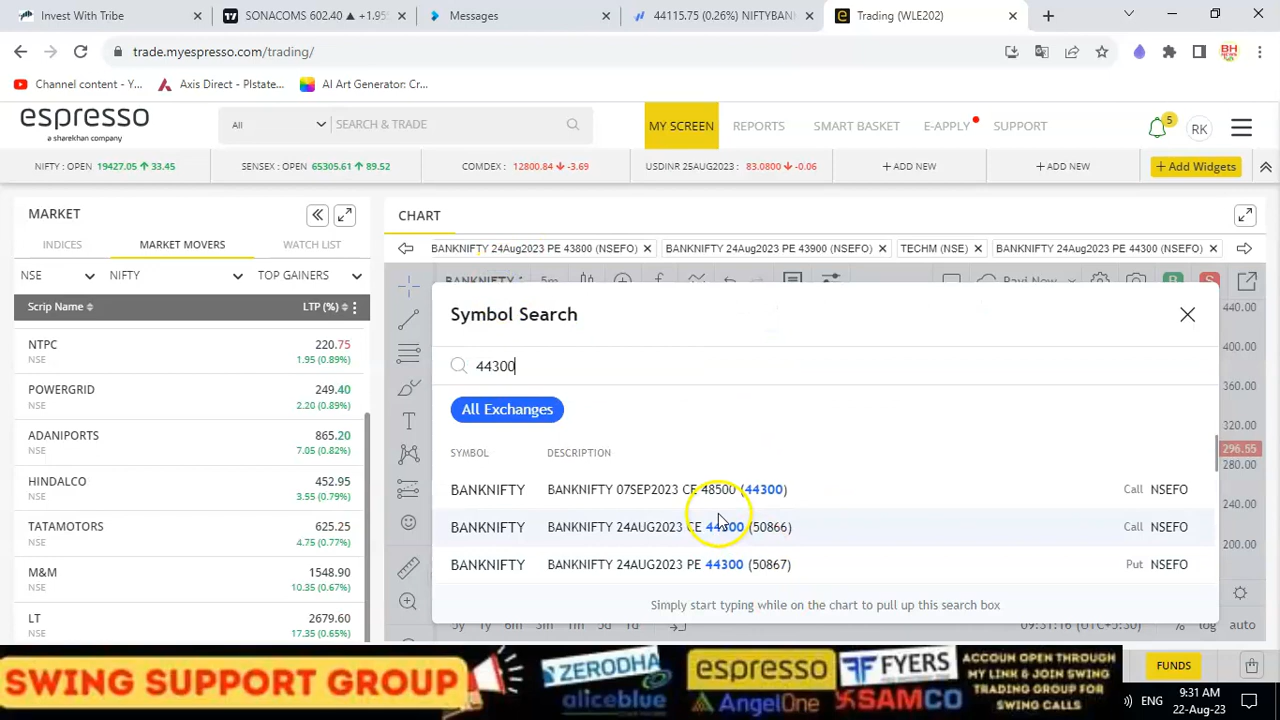 Invest With Tribe
SONACOMS 602.40 ▲ +1.95
Messages
44115.75 (0.26%) NIFTYBANK
Trading (WLE202)
trade.myespresso.com/trading/
Channel content - Y...
Axis Direct - Plstate...
AI Art Generator: Cr...
espresso
a sharekhan company
All
SEARCH & TRADE
MY SCREEN
REPORTS
SMART BASKET
E-APPLY
SUPPORT
5
RK
NIFTY : OPEN 19427.05 ↑ 33.45
SENSEX : OPEN 65305.61 ↑ 89.52
COMDEX : 12800.84 ↓ -3.69
USDINR 25AUG2023 : 83.0800 ↓ -0.06
+ ADD NEW
+ ADD NEW
+ Add Widgets
MARKET
INDICES
MARKET MOVERS
WATCH LIST
NSE
NIFTY
TOP GAINERS
Scrip Name
LTP (%)
NTPC 220.75
NSE 1.95 (0.89%)
POWERGRID 249.40
NSE 2.20 (0.89%)
ADANIPORTS 865.20
NSE 7.05 (0.82%)
HINDALCO 452.95
NSE 3.55 (0.79%)
TATAMOTORS 625.25
NSE 4.75 (0.77%)
M&M 1548.90
NSE 10.35 (0.67%)
LT 2679.60
NSE 17.35 (0.65%)
CHART
BANKNIFTY 24Aug2023 PE 43800 (NSEFO)
BANKNIFTY 24Aug2023 PE 43900 (NSEFO)
TECHM (NSE)
BANKNIFTY 24Aug2023 PE 44300 (NSEFO)
BANKNIFTY
5m
Ravi Now
B
S
Symbol Search
44300
All Exchanges
SYMBOL DESCRIPTION
BANKNIFTY BANKNIFTY 07SEP2023 CE 48500 (44300) Call NSEFO
BANKNIFTY BANKNIFTY 24AUG2023 CE 44300 (50866) Call NSEFO
BANKNIFTY BANKNIFTY 24AUG2023 PE 44300 (50867) Put NSEFO
Simply start typing while on the chart to pull up this search box
440.00
400.00
360.00
320.00
296.55
280.00
240.00
200.00
5y 1y 6m 3m 1m 5d 1d
09:31:16 (UTC+5:30)
% log auto
SWING SUPPORT GROUP
ZERODHA
aliceblue
espresso
AngelOne
FYERS
SAMCO
ACCOUN OPEN THROUGH
MY LINK & JOIN SWING
TRADING GROUP FOR
SWING CALLS
FUNDS
ENG
9:31 AM
22-Aug-23